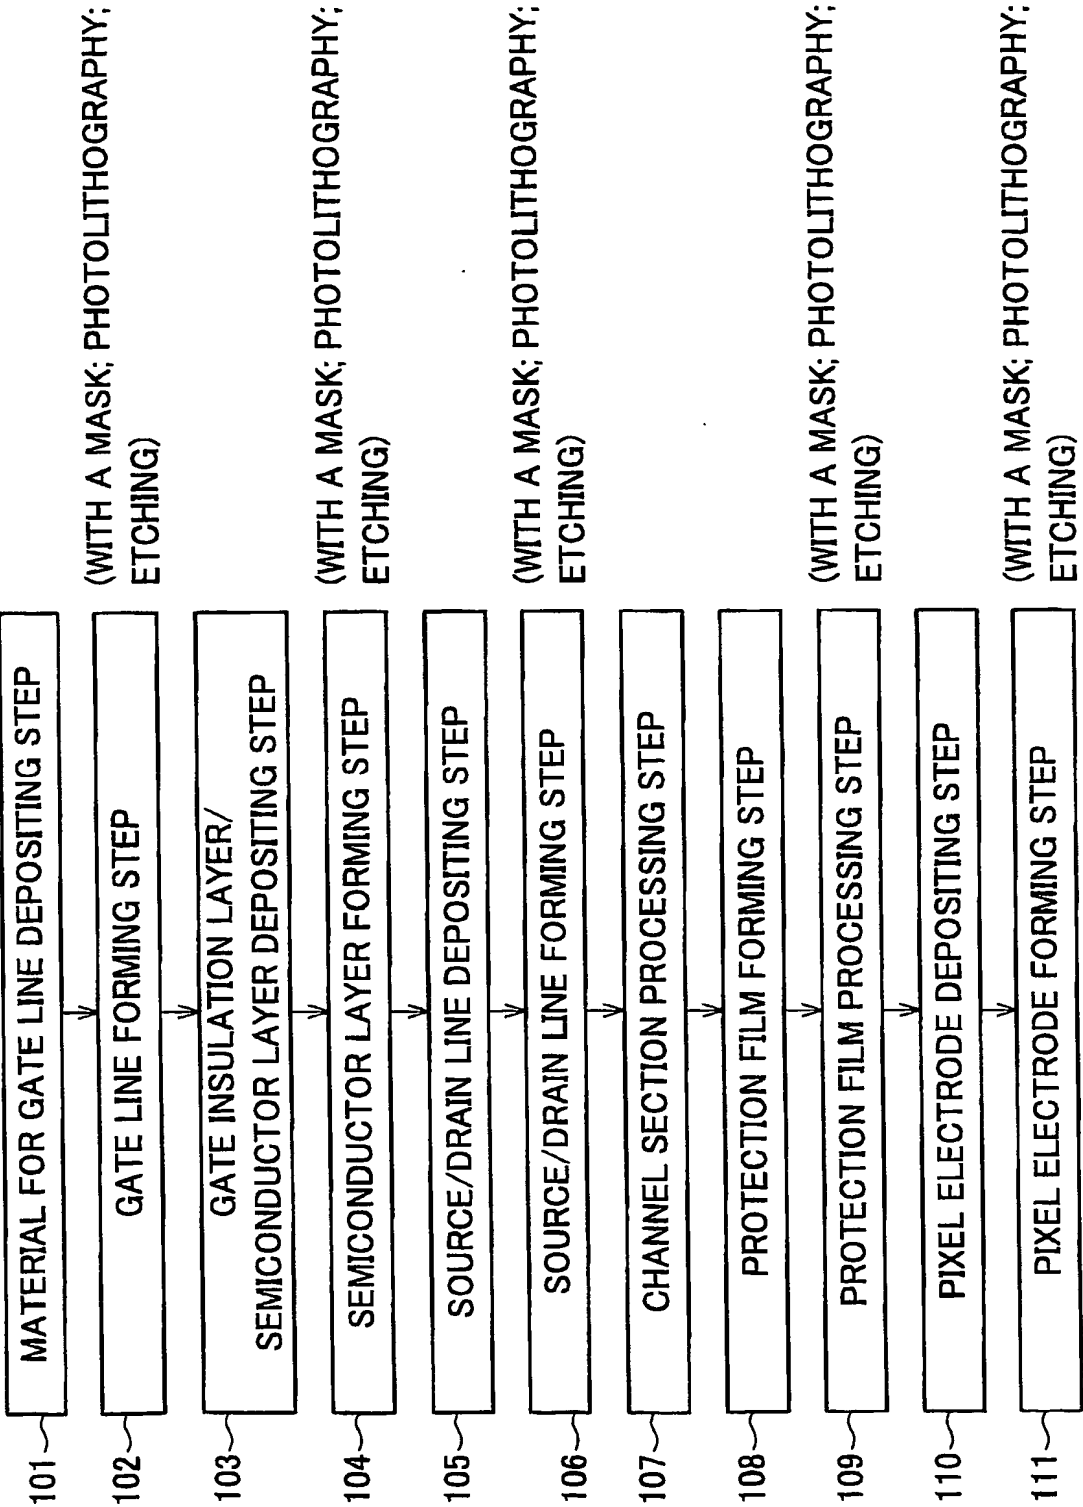 101
MATERIAL FOR GATE LINE DEPOSITING STEP
102
GATE LINE FORMING STEP
(WITH A MASK; PHOTOLITHOGRAPHY;
ETCHING)
103
GATE INSULATION LAYER/
SEMICONDUCTOR LAYER DEPOSITING STEP
104
SEMICONDUCTOR LAYER FORMING STEP
(WITH A MASK; PHOTOLITHOGRAPHY;
ETCHING)
105
SOURCE/DRAIN LINE DEPOSITING STEP
106
SOURCE/DRAIN LINE FORMING STEP
(WITH A MASK; PHOTOLITHOGRAPHY;
ETCHING)
107
CHANNEL SECTION PROCESSING STEP
108
PROTECTION FILM FORMING STEP
109
PROTECTION FILM PROCESSING STEP
(WITH A MASK; PHOTOLITHOGRAPHY;
ETCHING)
110
PIXEL ELECTRODE DEPOSITING STEP
111
PIXEL ELECTRODE FORMING STEP
(WITH A MASK; PHOTOLITHOGRAPHY;
ETCHING)